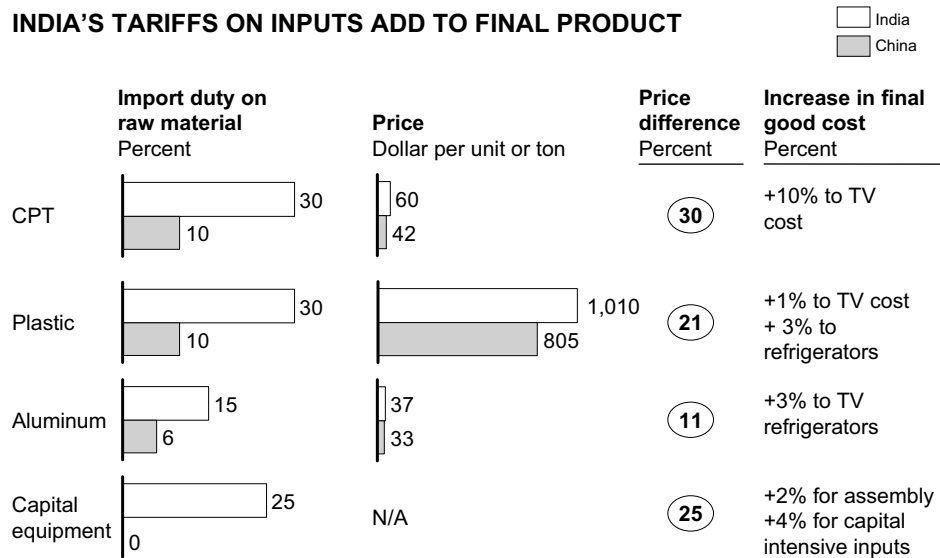 INDIA'S TARIFFS ON INPUTS ADD TO FINAL PRODUCT
India
China
Import duty on
raw material
Percent
Price
Dollar per unit or ton
Price
difference
Percent
Increase in final
good cost
Percent
CPT
30
10
60
42
30
+10% to TV
cost
Plastic
30
10
1,010
805
21
+1% to TV cost
+ 3% to
refrigerators
Aluminum
15
6
37
33
11
+3% to TV
refrigerators
Capital
equipment
25
0
N/A
25
+2% for assembly
+4% for capital
intensive inputs